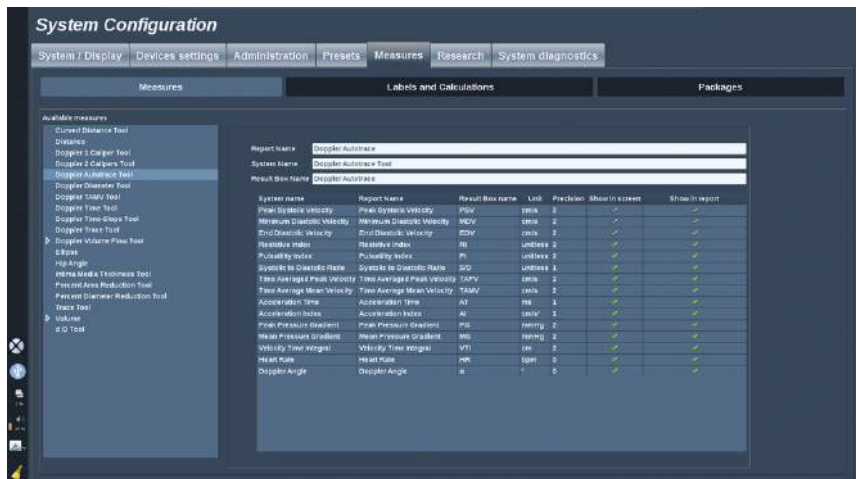 System Configuration
System / Display Devices settings Administration Presets Measures Research System diagnostics
Measures Labels and Calculations Packages
Available measures
Curved Distance Tool
Distance
Doppler 1 Caliper Tool
Doppler 2 Calipers Tool
Doppler Autotrace Tool
Doppler Diameter Tool
Doppler TAMV Tool
Doppler Time Tool
Doppler Time-Slope Tool
Doppler Trace Tool
Doppler Volume Flow Tool
Ellipse
Hip Angle
Intima Media Thickness Tool
Percent Area Reduction Tool
Percent Diameter Reduction Tool
Trace Tool
Volume
d:D Tool
Report Name Doppler Autotrace
System Name Doppler Autotrace Tool
Result Box Name Doppler Autotrace
System name Report Name Result Box name Unit Precision Show in screen Show in report
Peak Systolic Velocity Peak Systolic Velocity PSV cm/s 2
Minimum Diastolic Velocity Minimum Diastolic Velocity MDV cm/s 2
End Diastolic Velocity End Diastolic Velocity EDV cm/s 2
Resistive Index Resistive Index RI unitless 2
Pulsatility Index Pulsatility Index PI unitless 2
Systolic to Diastolic Ratio Systolic to Diastolic Ratio S/D unitless 1
Time Averaged Peak Velocity Time Averaged Peak Velocity TAPV cm/s 2
Time Average Mean Velocity Time Average Mean Velocity TAMV cm/s 2
Acceleration Time Acceleration Time AT ms 1
Acceleration Index Acceleration Index AI cm/s² 1
Peak Pressure Gradient Peak Pressure Gradient PG mmHg 2
Mean Pressure Gradient Mean Pressure Gradient MG mmHg 2
Velocity Time Integral Velocity Time Integral VTI cm 2
Heart Rate Heart Rate HR bpm 0
Doppler Angle Doppler Angle α ° 0